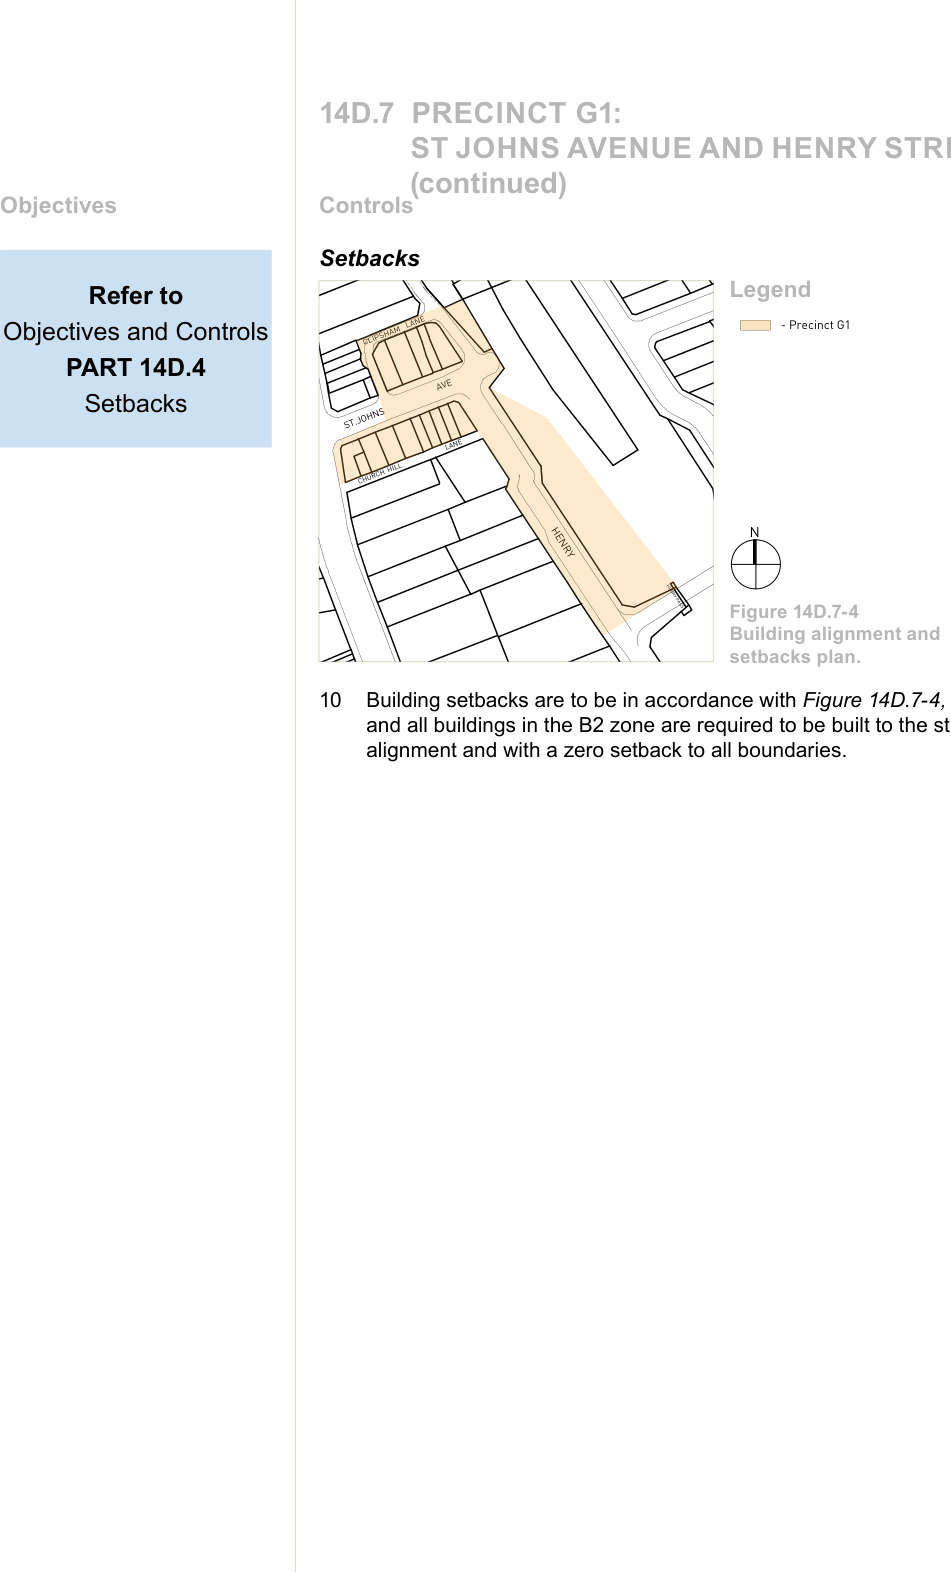 14D.7 PRECINCT G1:
ST JOHNS AVENUE AND HENRY STRE
(continued)
Objectives
Controls
Refer to
Objectives and Controls
PART 14D.4
Setbacks
Setbacks
CLIPSHAM LANE
AVE
ST.JOHNS
LANE
CHURCH HILL
HENRY
Legend
- Precinct G1
N
Figure 14D.7-4
Building alignment and
setbacks plan.
10 Building setbacks are to be in accordance with Figure 14D.7-4,
and all buildings in the B2 zone are required to be built to the st
alignment and with a zero setback to all boundaries.